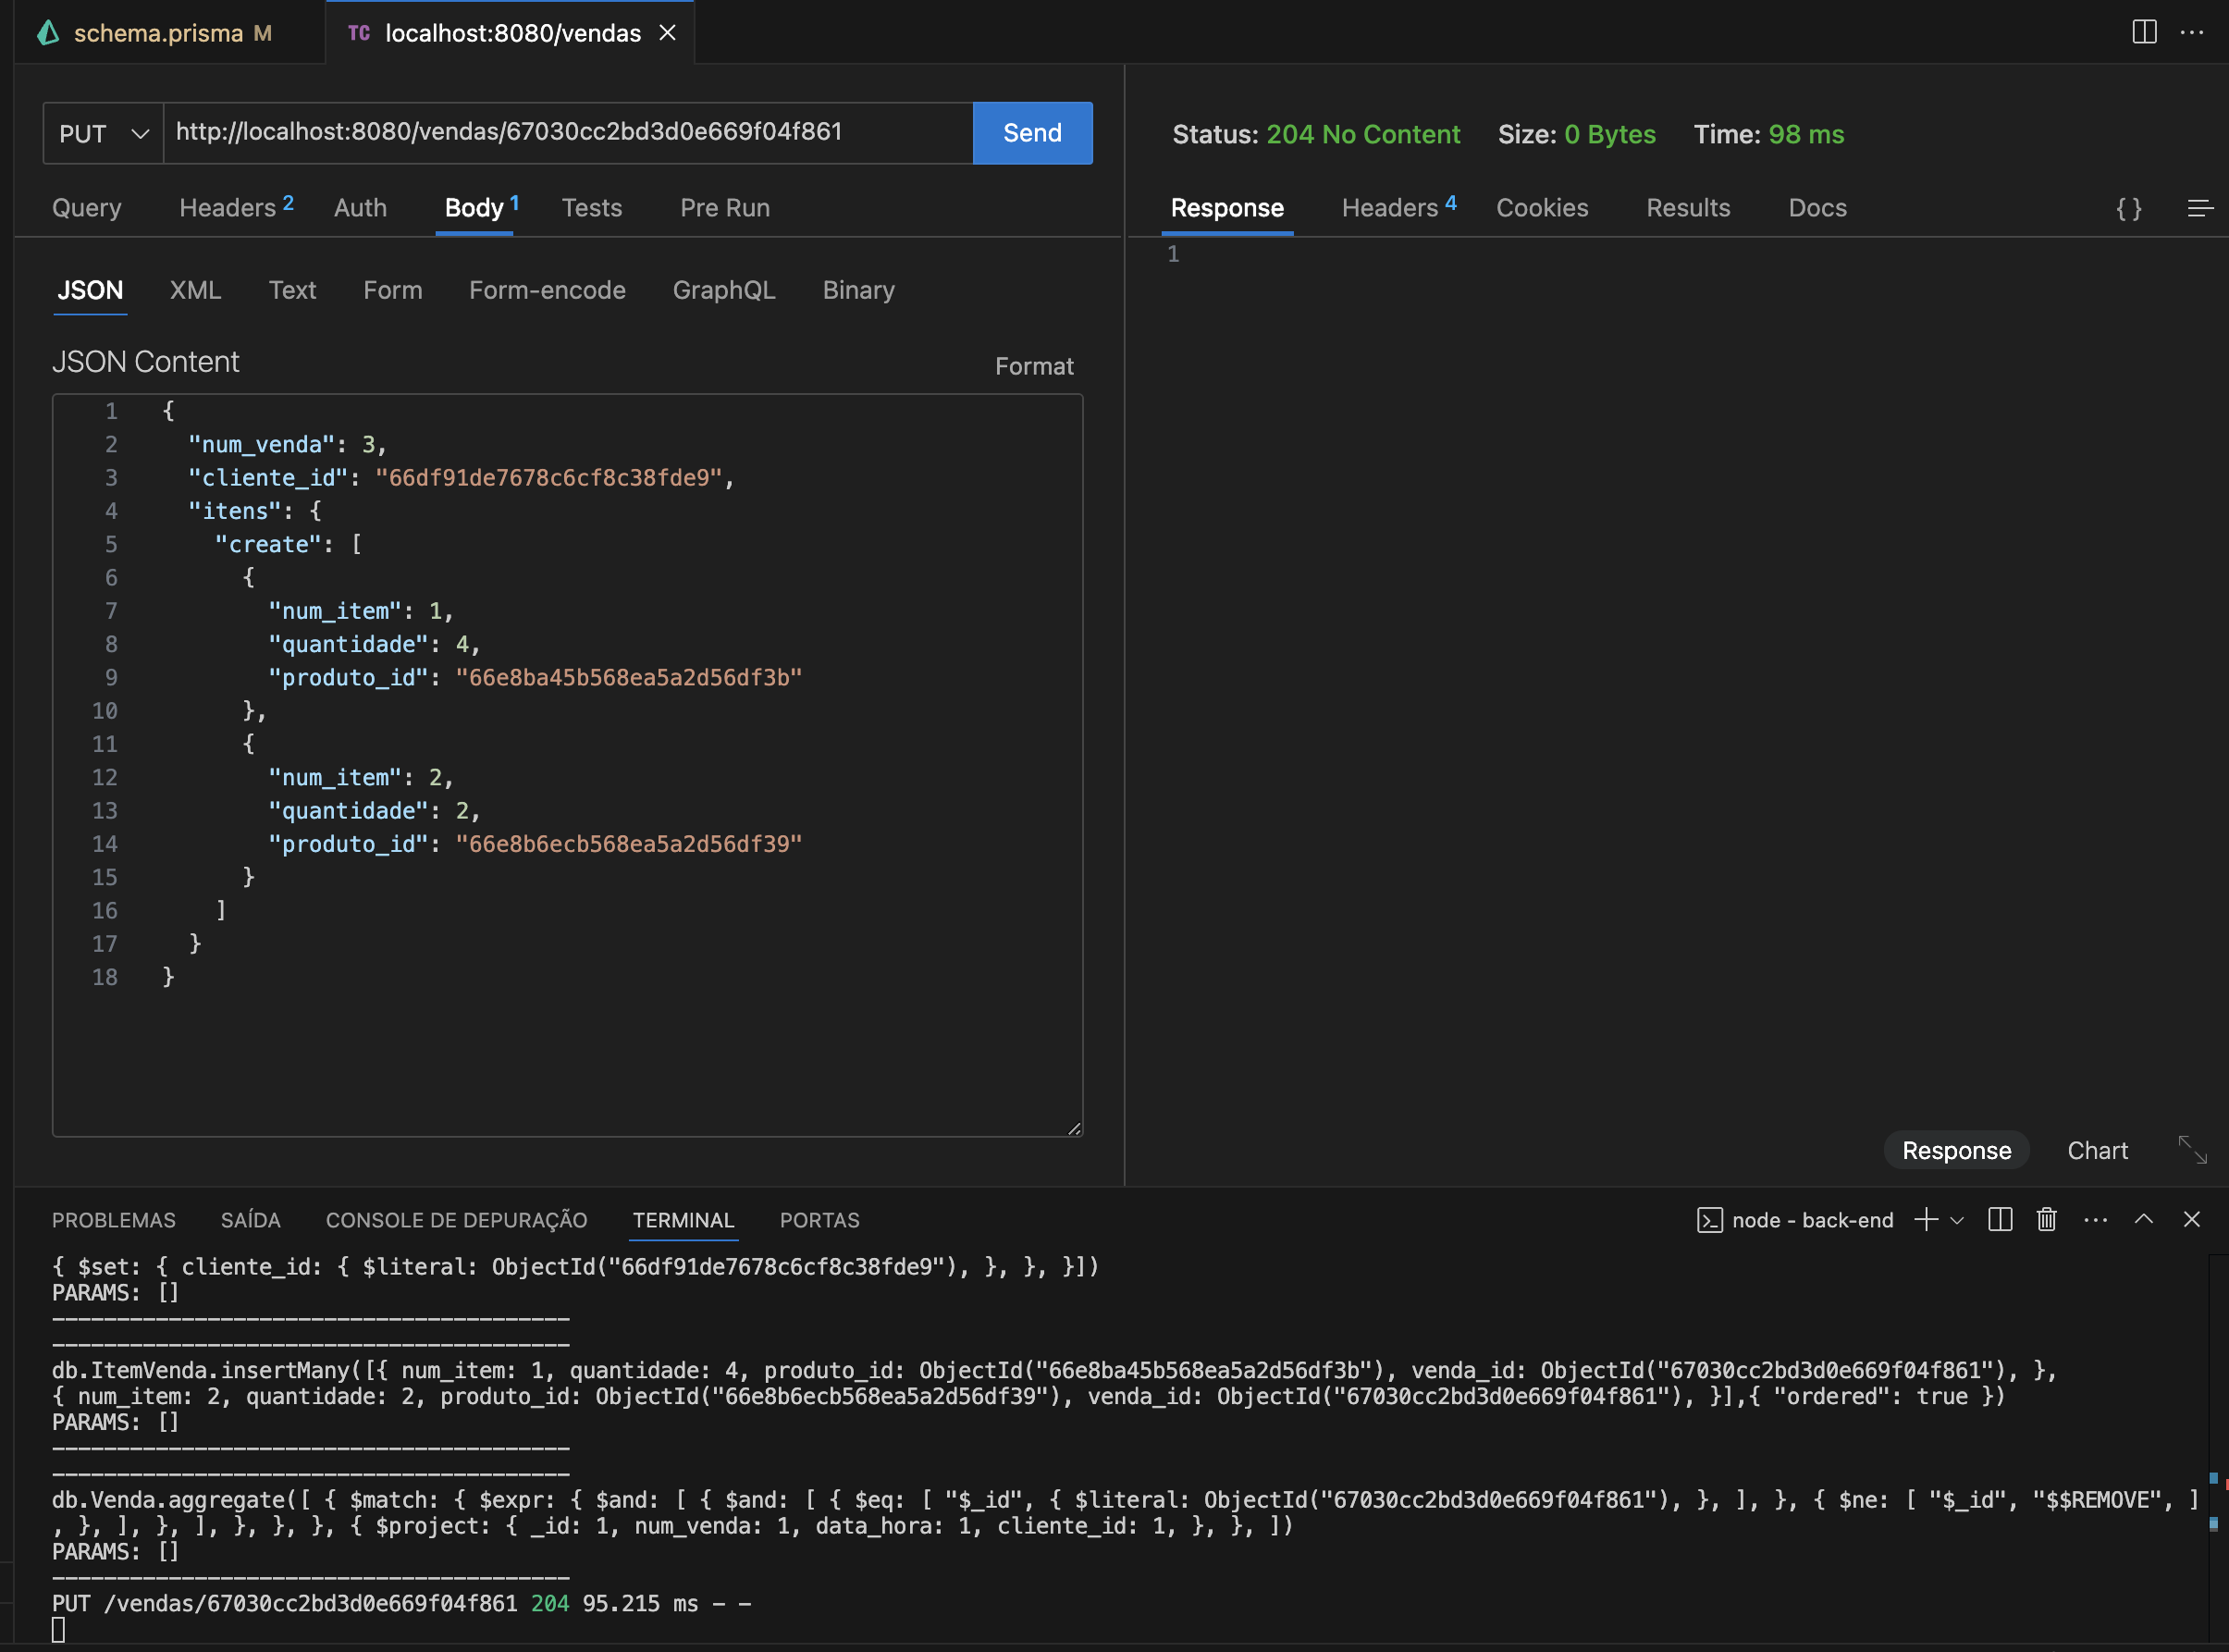 schema.prisma M
TC localhost:8080/vendas
PUT http://localhost:8080/vendas/67030cc2bd3d0e669f04f861 Send
Status: 204 No Content Size: 0 Bytes Time: 98 ms
Query Headers 2 Auth Body 1 Tests Pre Run
Response Headers 4 Cookies Results Docs { }
1
JSON XML Text Form Form-encode GraphQL Binary
JSON Content Format
1 {
2 "num_venda": 3,
3 "cliente_id": "66df91de7678c6cf8c38fde9",
4 "itens": {
5 "create": [
6 {
7 "num_item": 1,
8 "quantidade": 4,
9 "produto_id": "66e8ba45b568ea5a2d56df3b"
10 },
11 {
12 "num_item": 2,
13 "quantidade": 2,
14 "produto_id": "66e8b6ecb568ea5a2d56df39"
15 }
16 ]
17 }
18 }
Response Chart
PROBLEMAS SAÍDA CONSOLE DE DEPURAÇÃO TERMINAL PORTAS node - back-end
{ $set: { cliente_id: { $literal: ObjectId("66df91de7678c6cf8c38fde9"), }, }, }])
PARAMS: []
----------------------------------------
----------------------------------------
db.ItemVenda.insertMany([{ num_item: 1, quantidade: 4, produto_id: ObjectId("66e8ba45b568ea5a2d56df3b"), venda_id: ObjectId("67030cc2bd3d0e669f04f861"), },
{ num_item: 2, quantidade: 2, produto_id: ObjectId("66e8b6ecb568ea5a2d56df39"), venda_id: ObjectId("67030cc2bd3d0e669f04f861"), }],{ "ordered": true })
PARAMS: []
----------------------------------------
----------------------------------------
db.Venda.aggregate([ { $match: { $expr: { $and: [ { $and: [ { $eq: [ "$_id", { $literal: ObjectId("67030cc2bd3d0e669f04f861"), }, ], }, { $ne: [ "$_id", "$$REMOVE", ]
, }, ], }, ], }, }, }, { $project: { _id: 1, num_venda: 1, data_hora: 1, cliente_id: 1, }, }, ])
PARAMS: []
----------------------------------------
PUT /vendas/67030cc2bd3d0e669f04f861 204 95.215 ms - -